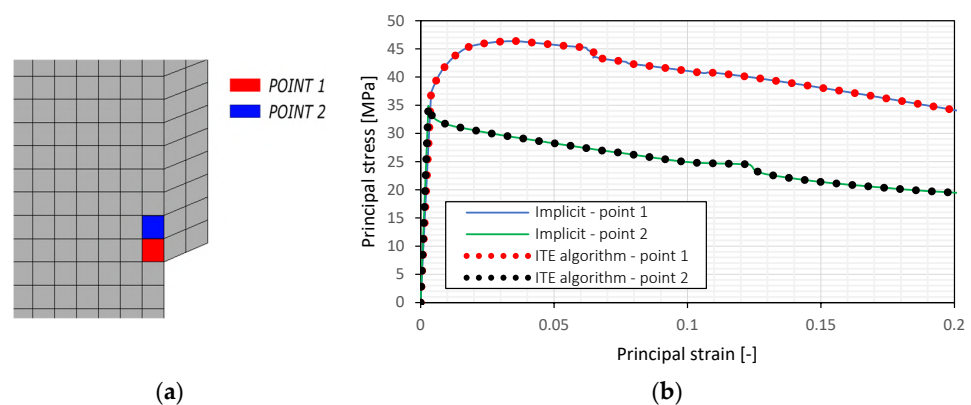 POINT 1
POINT 2
(a)
Principal stress [MPa]
50
45
40
35
30
25
20
15
10
5
0
Implicit - point 1
Implicit - point 2
ITE algorithm - point 1
ITE algorithm - point 2
0 0.05 0.1 0.15 0.2
Principal strain [-]
(b)